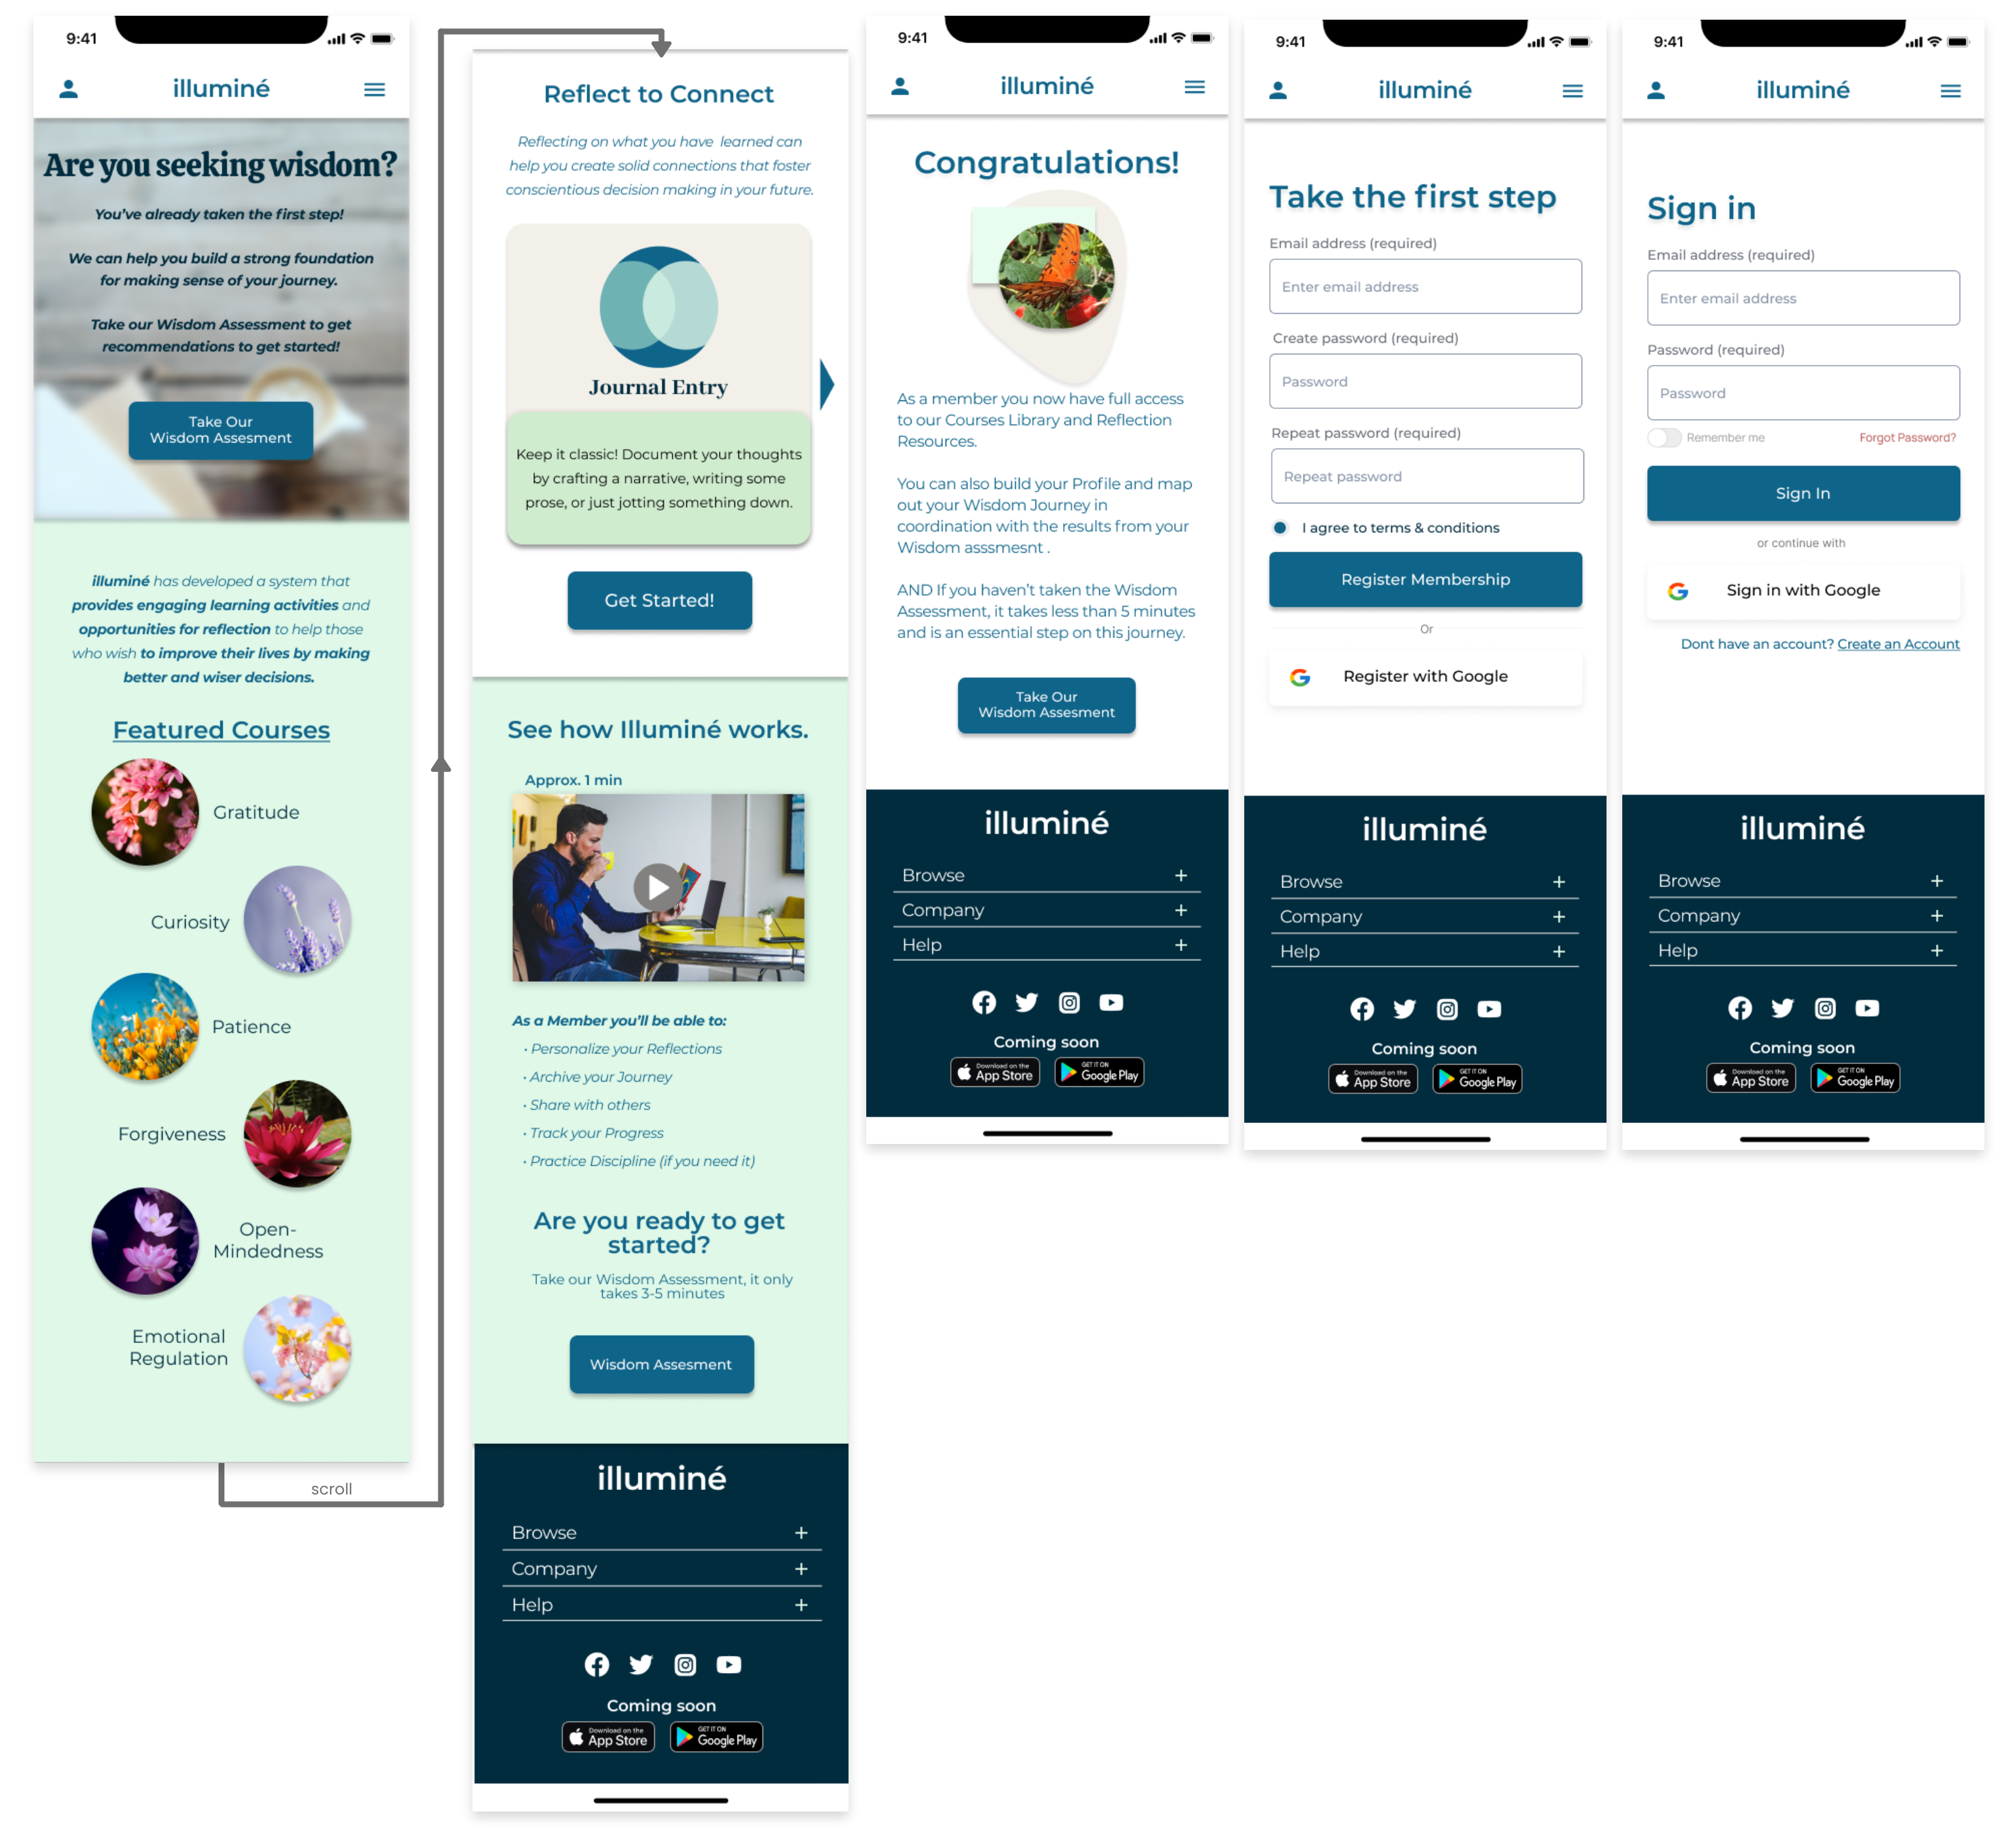 9:41
illuminé
Are you seeking wisdom?
You've already taken the first step!
We can help you build a strong foundation
for making sense of your journey.
Take our Wisdom Assessment to get
recommendations to get started!
Take Our
Wisdom Assesment
illuminé has developed a system that
provides engaging learning activities and
opportunities for reflection to help those
who wish to improve their lives by making
better and wiser decisions.
Featured Courses
Gratitude
Curiosity
Patience
Forgiveness
Open-
Mindedness
Emotional
Regulation
scroll
Reflect to Connect
Reflecting on what you have learned can
help you create solid connections that foster
conscientious decision making in your future.
Journal Entry
Keep it classic! Document your thoughts
by crafting a narrative, writing some
prose, or just jotting something down.
Get Started!
See how Illuminé works.
Approx. 1 min
As a Member you'll be able to:
• Personalize your Reflections
• Archive your Journey
• Share with others
• Track your Progress
• Practice Discipline (if you need it)
Are you ready to get
started?
Take our Wisdom Assessment, it only
takes 3-5 minutes
Wisdom Assesment
illuminé
Browse +
Company +
Help +
Coming soon
Download on the
App Store
GET IT ON
Google Play
9:41
illuminé
Congratulations!
As a member you now have full access
to our Courses Library and Reflection
Resources.
You can also build your Profile and map
out your Wisdom Journey in
coordination with the results from your
Wisdom asssmesnt .
AND If you haven't taken the Wisdom
Assessment, it takes less than 5 minutes
and is an essential step on this journey.
Take Our
Wisdom Assesment
illuminé
Browse +
Company +
Help +
Coming soon
Download on the
App Store
GET IT ON
Google Play
9:41
illuminé
Take the first step
Email address (required)
Enter email address
Create password (required)
Password
Repeat password (required)
Repeat password
I agree to terms & conditions
Register Membership
Or
Register with Google
illuminé
Browse +
Company +
Help +
Coming soon
Download on the
App Store
GET IT ON
Google Play
9:41
illuminé
Sign in
Email address (required)
Enter email address
Password (required)
Password
Remember me
Forgot Password?
Sign In
or continue with
Sign in with Google
Dont have an account? Create an Account
illuminé
Browse +
Company +
Help +
Coming soon
Download on the
App Store
GET IT ON
Google Play